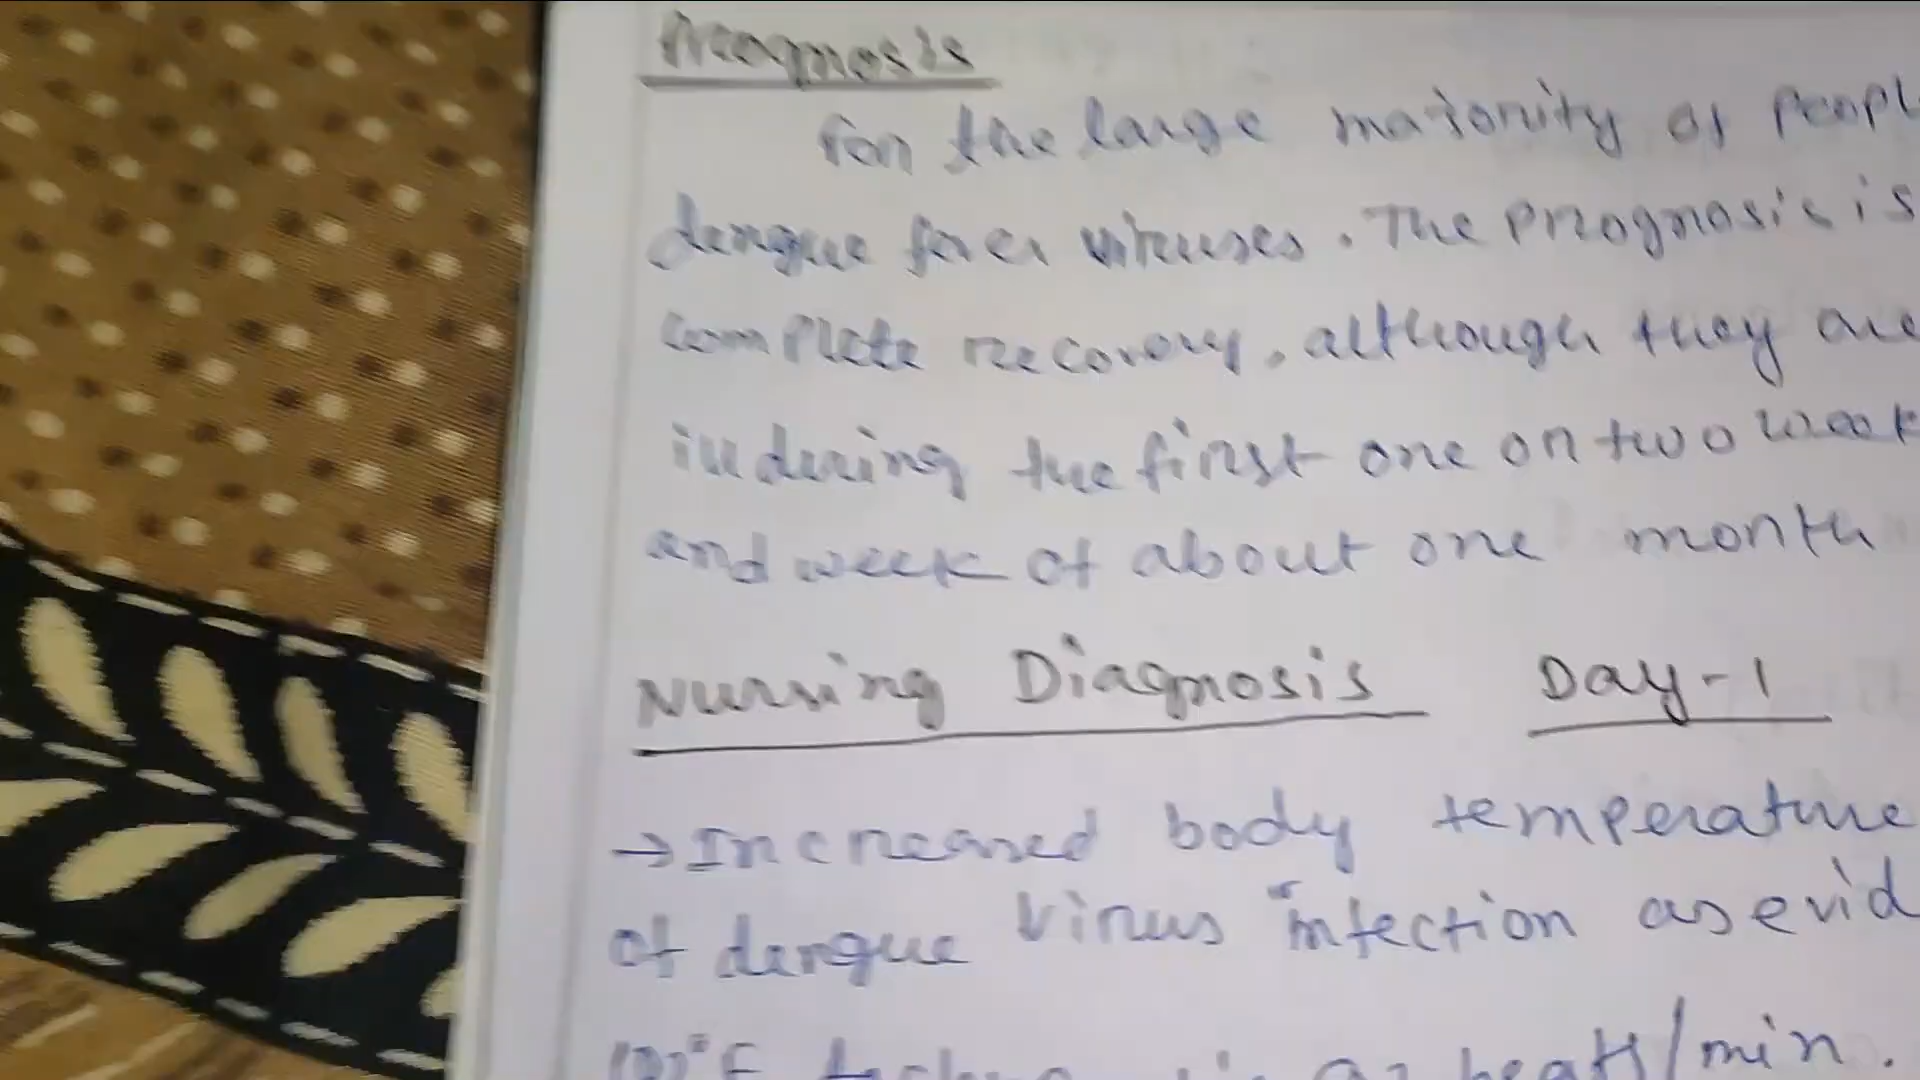 Prognosis
for the large majority of peopl
dengue fever viruses. The Prognosis is
complete recovery, although they are
ill during the first one or two week
and week of about one month
Nursing Diagnosis Day-1
→ Increased body temperature
of dengue virus infection as evid
°F beats/min.